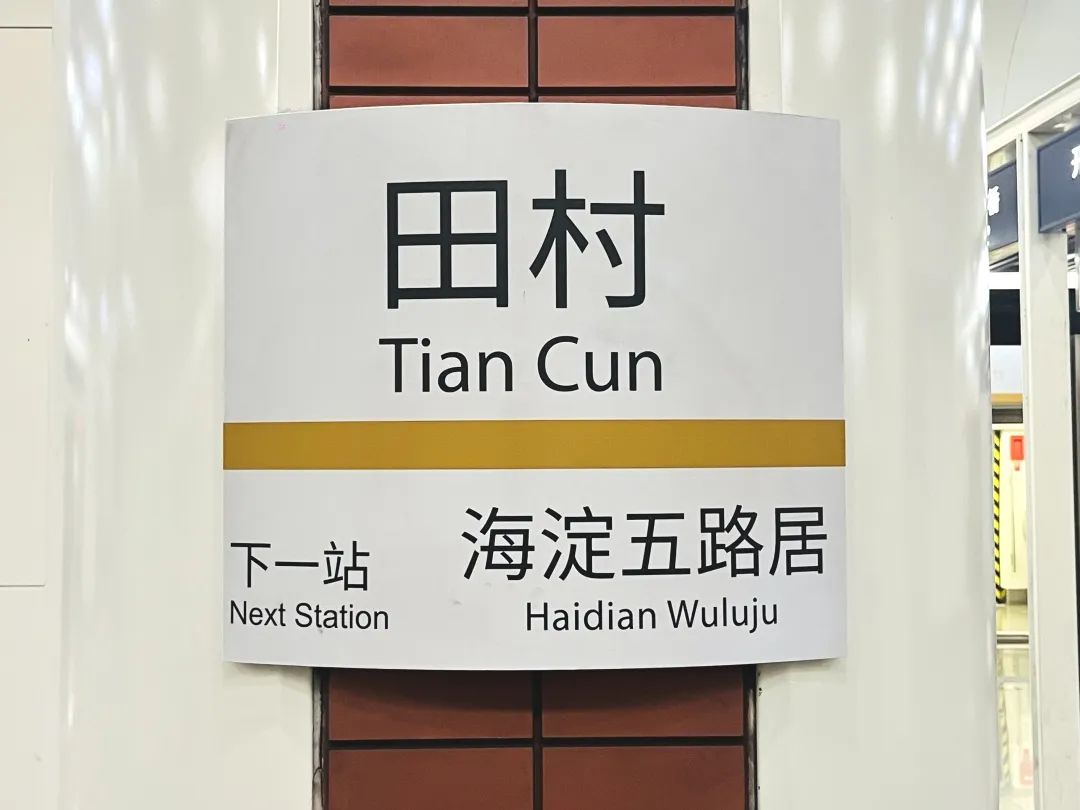 田村
Tian Cun
下一站
Next Station
海淀五路居
Haidian Wuluju